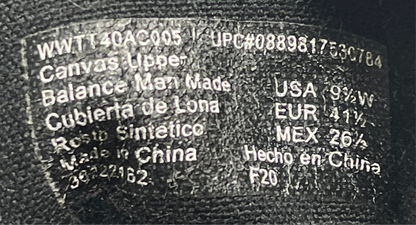 WWTT40AC005 | UPC#0889817530784
Canvas Upper
Balance Man Made
Cubierta de Lona
Resto Sintetico
Made in China
39222182
USA 9½W
EUR 41½
MEX 26½
Hecho en China
F20